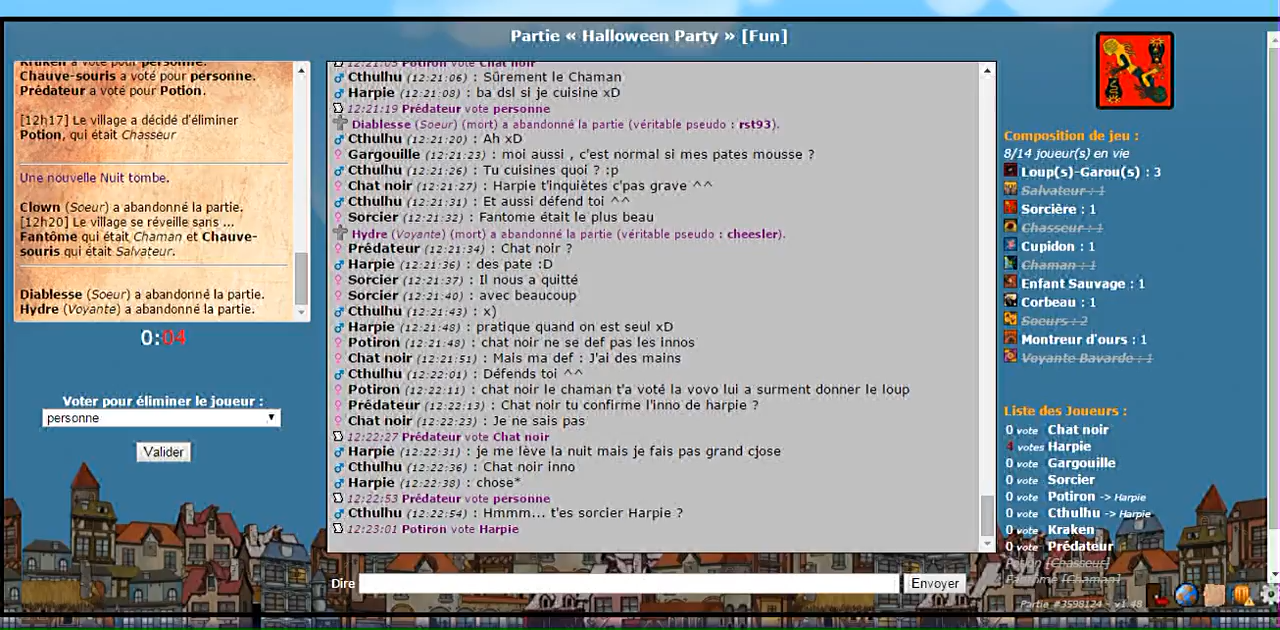 Partie « Halloween Party » [Fun]
Kraken a voté pour personne.
Chauve-souris a voté pour personne.
Prédateur a voté pour Potion.
[12h17] Le village a décidé d'éliminer
Potion, qui était Chasseur
Une nouvelle Nuit tombe.
Clown (Soeur) a abandonné la partie.
[12h20] Le village se réveille sans ...
Fantôme qui était Chaman et Chauve-
souris qui était Salvateur.
Diablesse (Soeur) a abandonné la partie.
Hydre (Voyante) a abandonné la partie.
0:04
Voter pour éliminer le joueur :
personne
Valider
12:21:05 Potiron vote Chat noir
Cthulhu (12:21:06) : Sûrement le Chaman
Harpie (12:21:08) : ba dsl si je cuisine xD
12:21:19 Prédateur vote personne
Diablesse (Soeur) (mort) a abandonné la partie (véritable pseudo : rst93).
Cthulhu (12:21:20) : Ah xD
Gargouille (12:21:23) : moi aussi , c'est normal si mes pates mousse ?
Cthulhu (12:21:26) : Tu cuisines quoi ? :p
Chat noir (12:21:27) : Harpie t'inquiètes c'pas grave ^^
Cthulhu (12:21:31) : Et aussi défend toi ^^
Sorcier (12:21:32) : Fantome était le plus beau
Hydre (Voyante) (mort) a abandonné la partie (véritable pseudo : cheesler).
Prédateur (12:21:34) : Chat noir ?
Harpie (12:21:36) : des pate :D
Sorcier (12:21:37) : Il nous a quitté
Sorcier (12:21:40) : avec beaucoup
Cthulhu (12:21:43) : x)
Harpie (12:21:48) : pratique quand on est seul xD
Potiron (12:21:48) : chat noir ne se def pas les innos
Chat noir (12:21:51) : Mais ma def : J'ai des mains
Cthulhu (12:22:01) : Défends toi ^^
Potiron (12:22:11) : chat noir le chaman t'a voté la vovo lui a surment donner le loup
Prédateur (12:22:13) : Chat noir tu confirme l'inno de harpie ?
Chat noir (12:22:23) : Je ne sais pas
12:22:27 Prédateur vote Chat noir
Harpie (12:22:31) : je me lève la nuit mais je fais pas grand cjose
Cthulhu (12:22:36) : Chat noir inno
Harpie (12:22:38) : chose*
12:22:53 Prédateur vote personne
Cthulhu (12:22:54) : Hmmm... t'es sorcier Harpie ?
12:23:01 Potiron vote Harpie
Dire
Envoyer
Composition de jeu :
8/14 joueur(s) en vie
Loup(s)-Garou(s) : 3
Salvateur : 1
Sorcière : 1
Chasseur : 1
Cupidon : 1
Chaman : 1
Enfant Sauvage : 1
Corbeau : 1
Soeurs : 2
Montreur d'ours : 1
Voyante Bavarde : 1
Liste des Joueurs :
0 vote Chat noir
4 votes Harpie
0 vote Gargouille
0 vote Sorcier
0 vote Potiron -> Harpie
0 vote Cthulhu -> Harpie
0 vote Kraken
0 vote Prédateur
Potion [Chasseur]
Fantôme [Chaman]
Partie #3598124 - v1.48